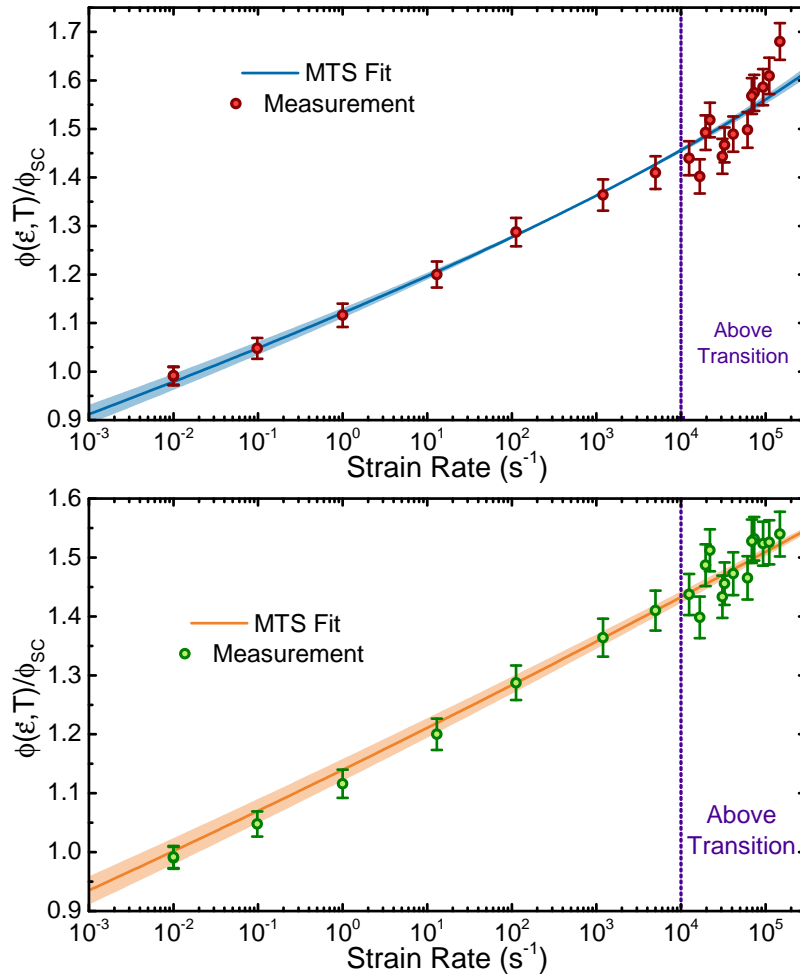 1.7
1.6
1.5
1.4
1.3
1.2
1.1
1.0
0.9
ϕ(ε̇,T)/ϕSC
MTS Fit
Measurement
Above
Transition
10-3 10-2 10-1 100 101 102 103 104 105
Strain Rate (s-1)
1.6
1.5
1.4
1.3
1.2
1.1
1.0
0.9
ϕ(ε̇,T)/ϕSC
MTS Fit
Measurement
Above
Transition
10-3 10-2 10-1 100 101 102 103 104 105
Strain Rate (s-1)